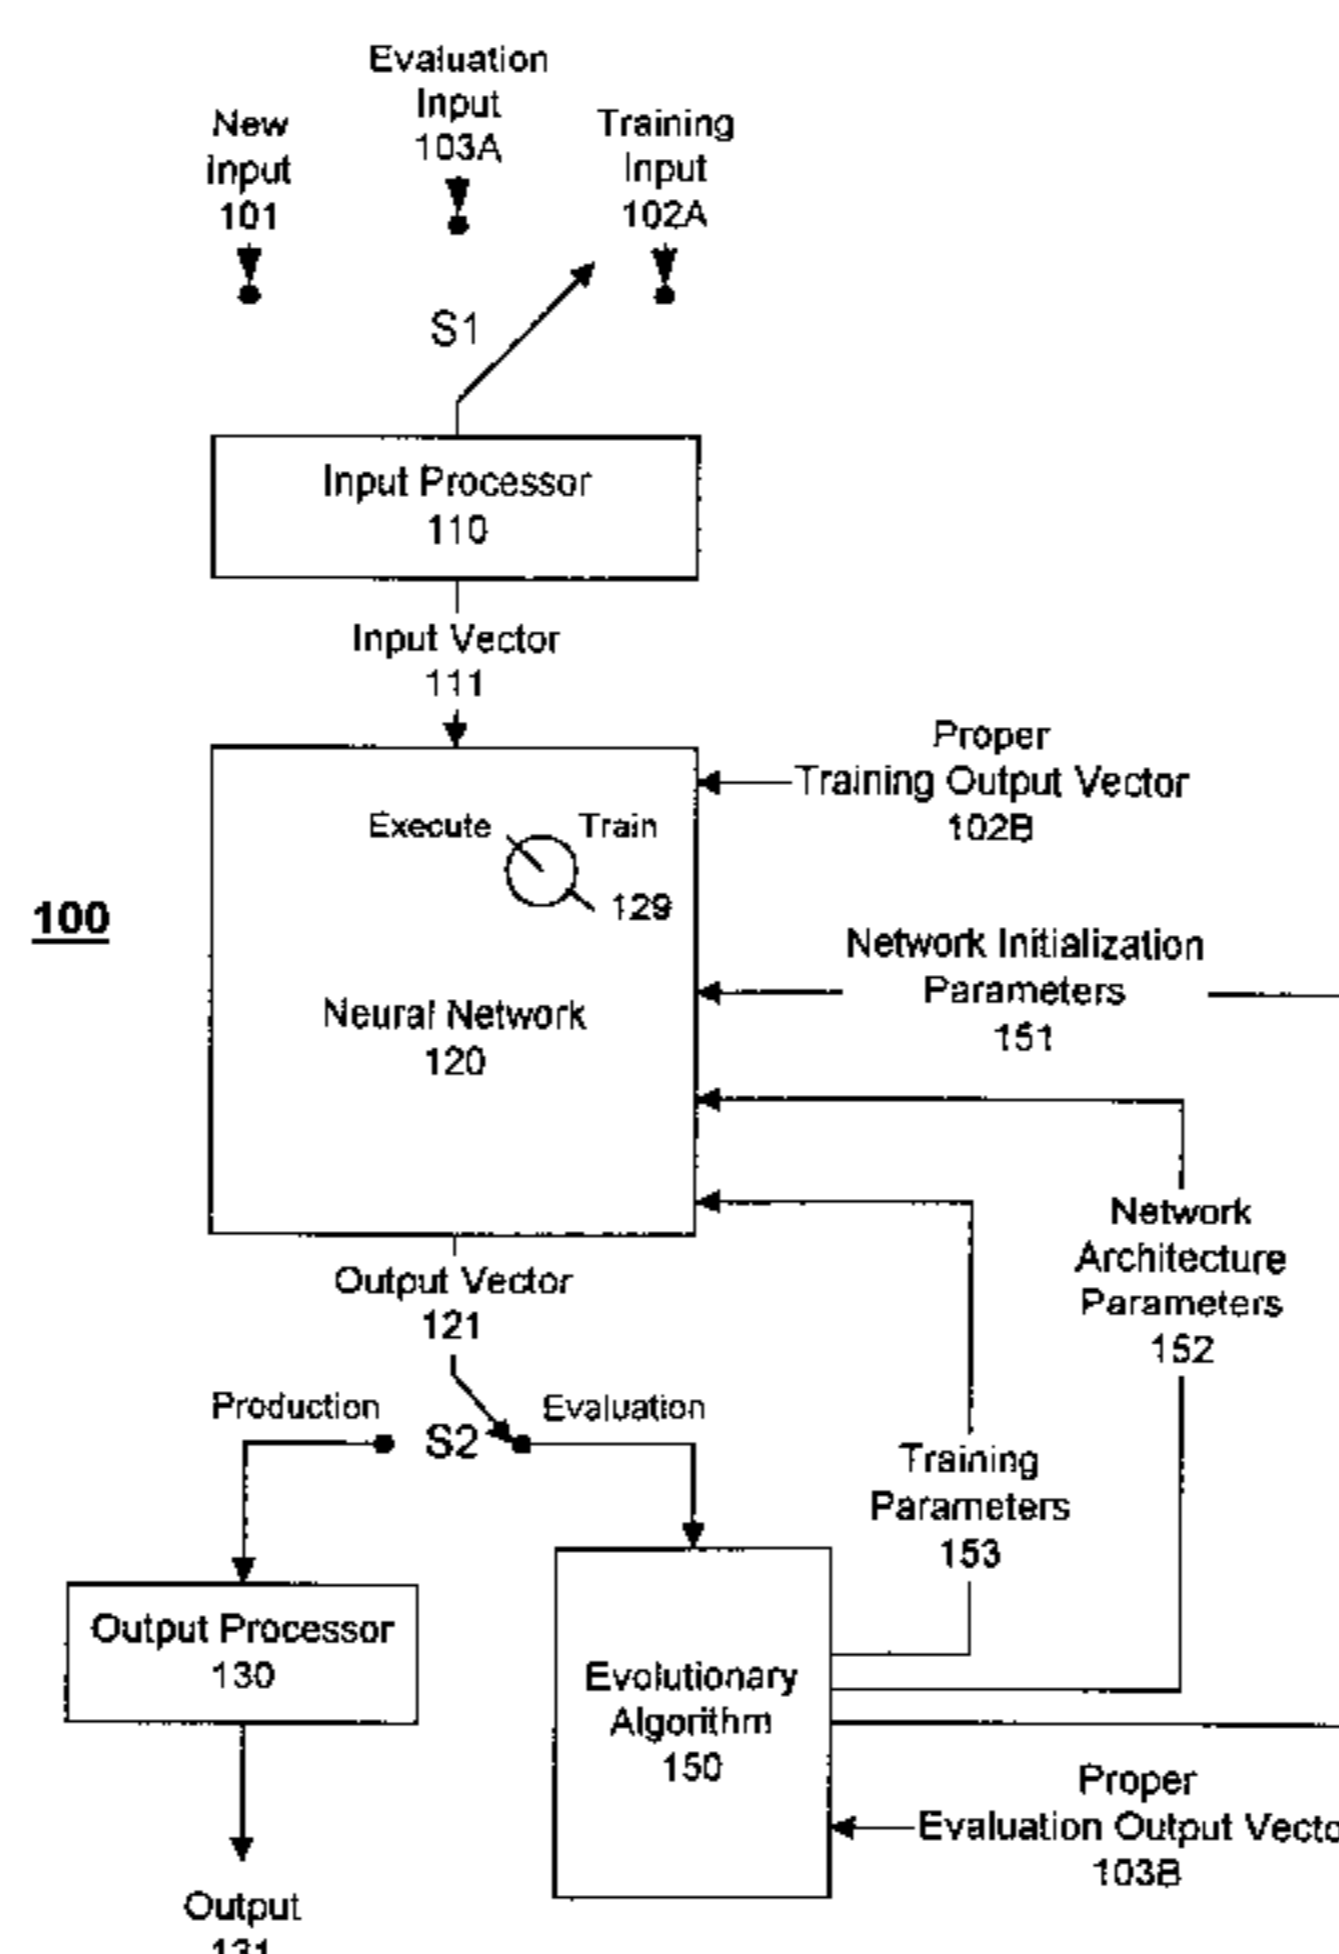 Evaluation
Input
103A
New
input
101
Training
Input
102A
S1
Input Processor
110
Input Vector
111
Proper
Training Output Vector
102B
Execute
Train
129
100
Network Initialization
Parameters
151
Neural Network
120
Network
Architecture
Parameters
152
Output Vector
121
Production
S2
Evaluation
Training
Parameters
153
Output Processor
130
Evolutionary
Algorithm
150
Proper
Evaluation Output Vecto
103B
Output
131